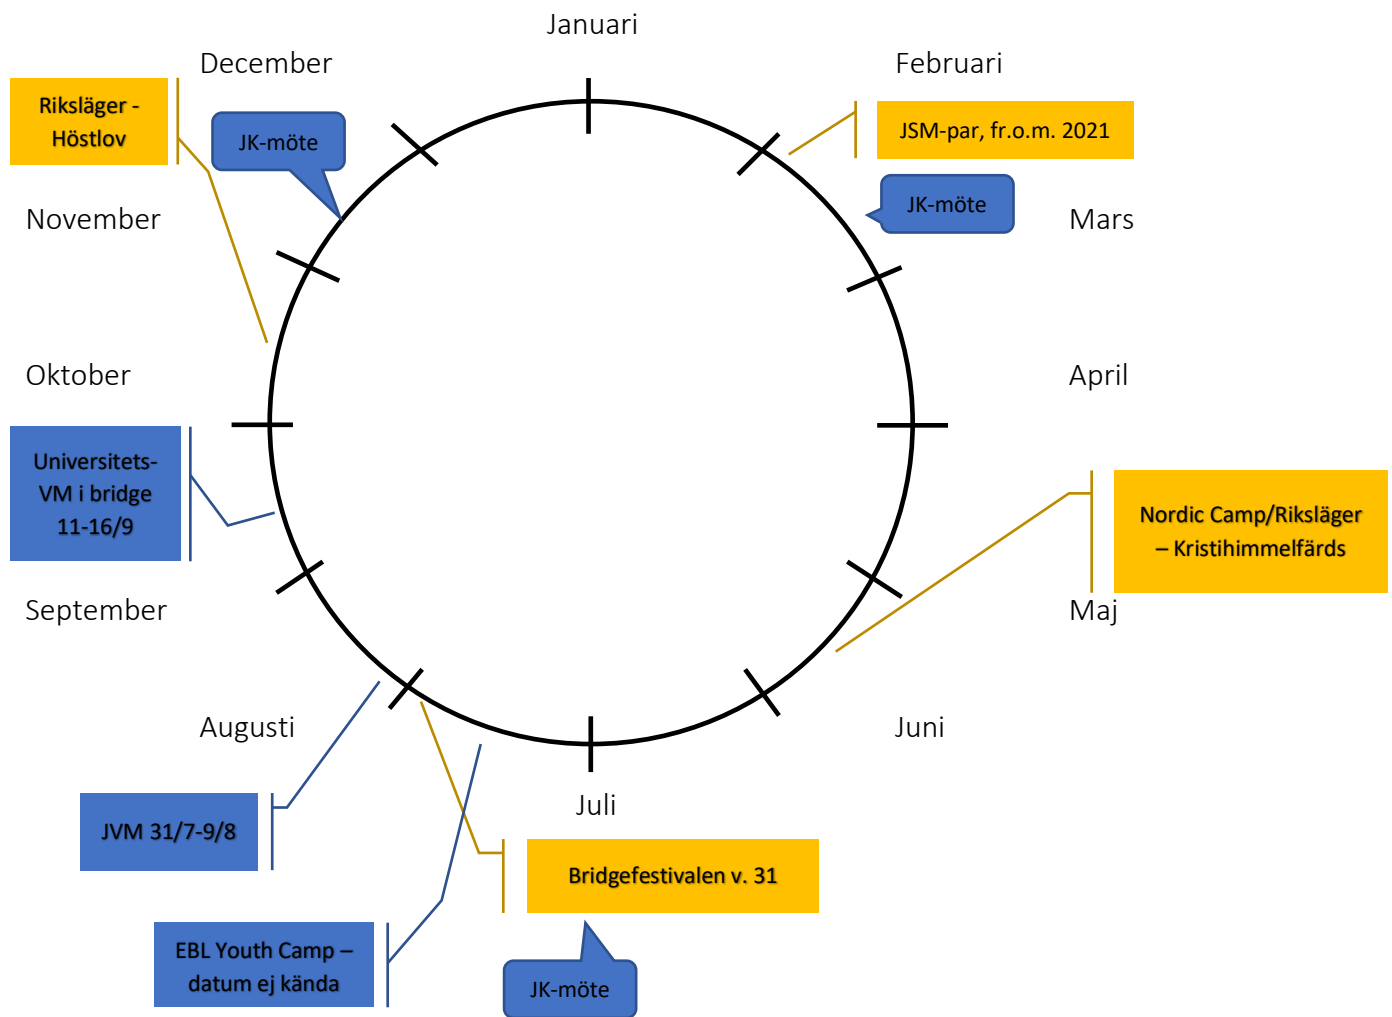 Januari
December
Februari
Riksläger -
Höstlov
JK-möte
JSM-par, fr.o.m. 2021
JK-möte
November
Mars
Oktober
April
Universitets-
VM i bridge
11-16/9
Nordic Camp/Riksläger
– Kristihimmelfärds
September
Maj
Augusti
Juni
Juli
JVM 31/7-9/8
Bridgefestivalen v. 31
EBL Youth Camp –
datum ej kända
JK-möte